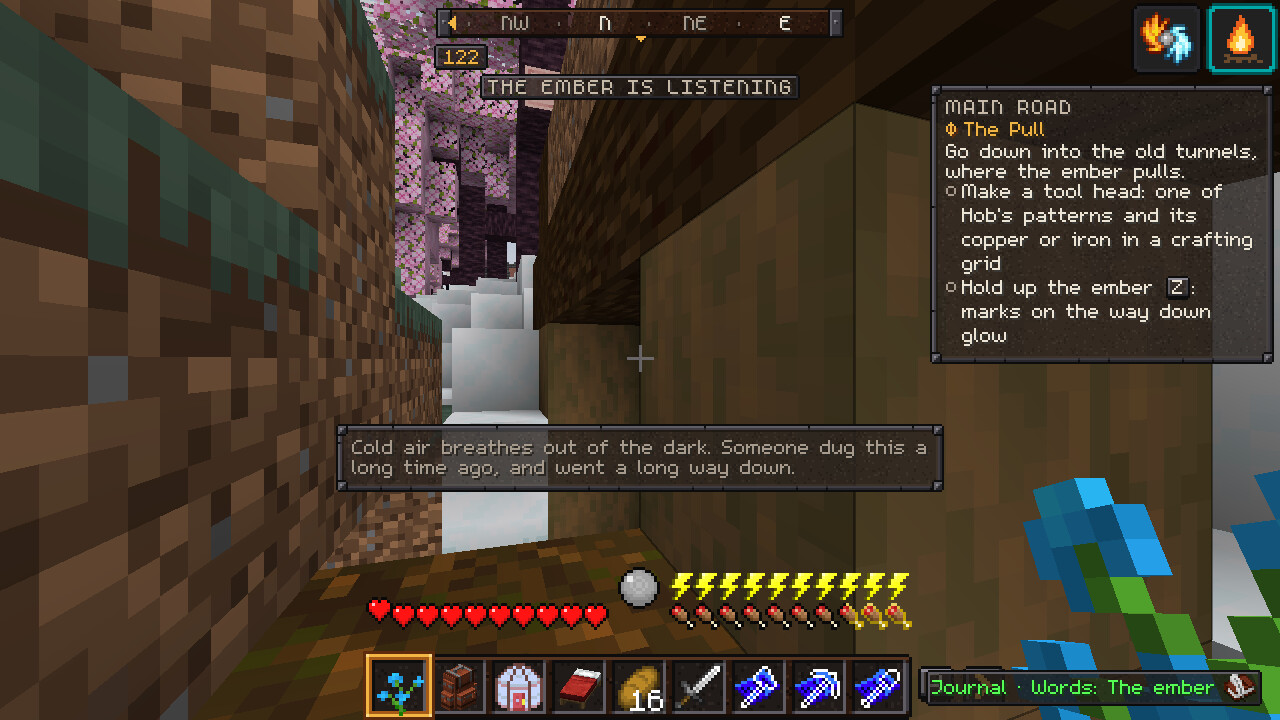 NW · N · NE · E
122
THE EMBER IS LISTENING
MAIN ROAD
The Pull
Go down into the old tunnels,
where the ember pulls.
Make a tool head: one of
Hob's patterns and its
copper or iron in a crafting
grid
Hold up the ember Z:
marks on the way down
glow
Cold air breathes out of the dark. Someone dug this a
long time ago, and went a long way down.
16
Journal · Words: The ember